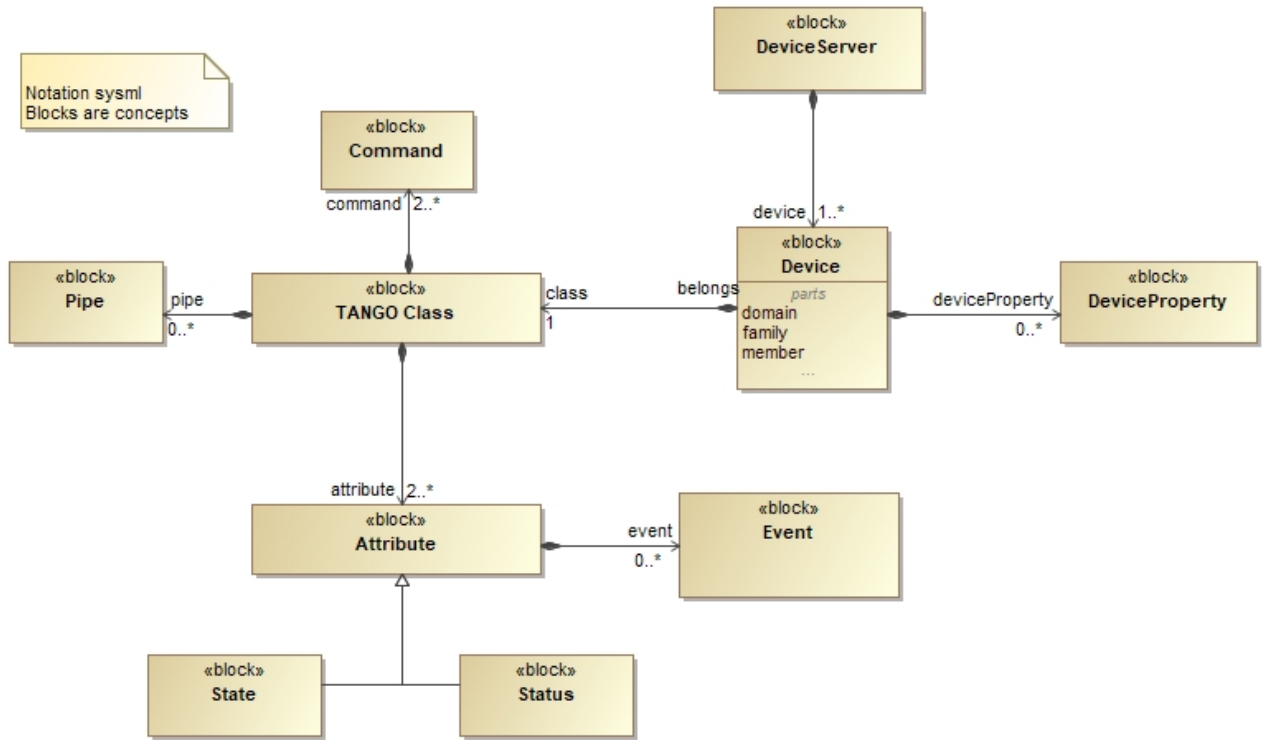 «block»
DeviceServer
Notation sysml
Blocks are concepts
«block»
Command
command 2..*
device 1..*
«block»
Device
parts
domain
family
member
...
«block»
Pipe
pipe
0..*
«block»
TANGO Class
class
1
belongs
deviceProperty
0..*
«block»
DeviceProperty
attribute 2..*
«block»
Attribute
event
0..*
«block»
Event
«block»
State
«block»
Status